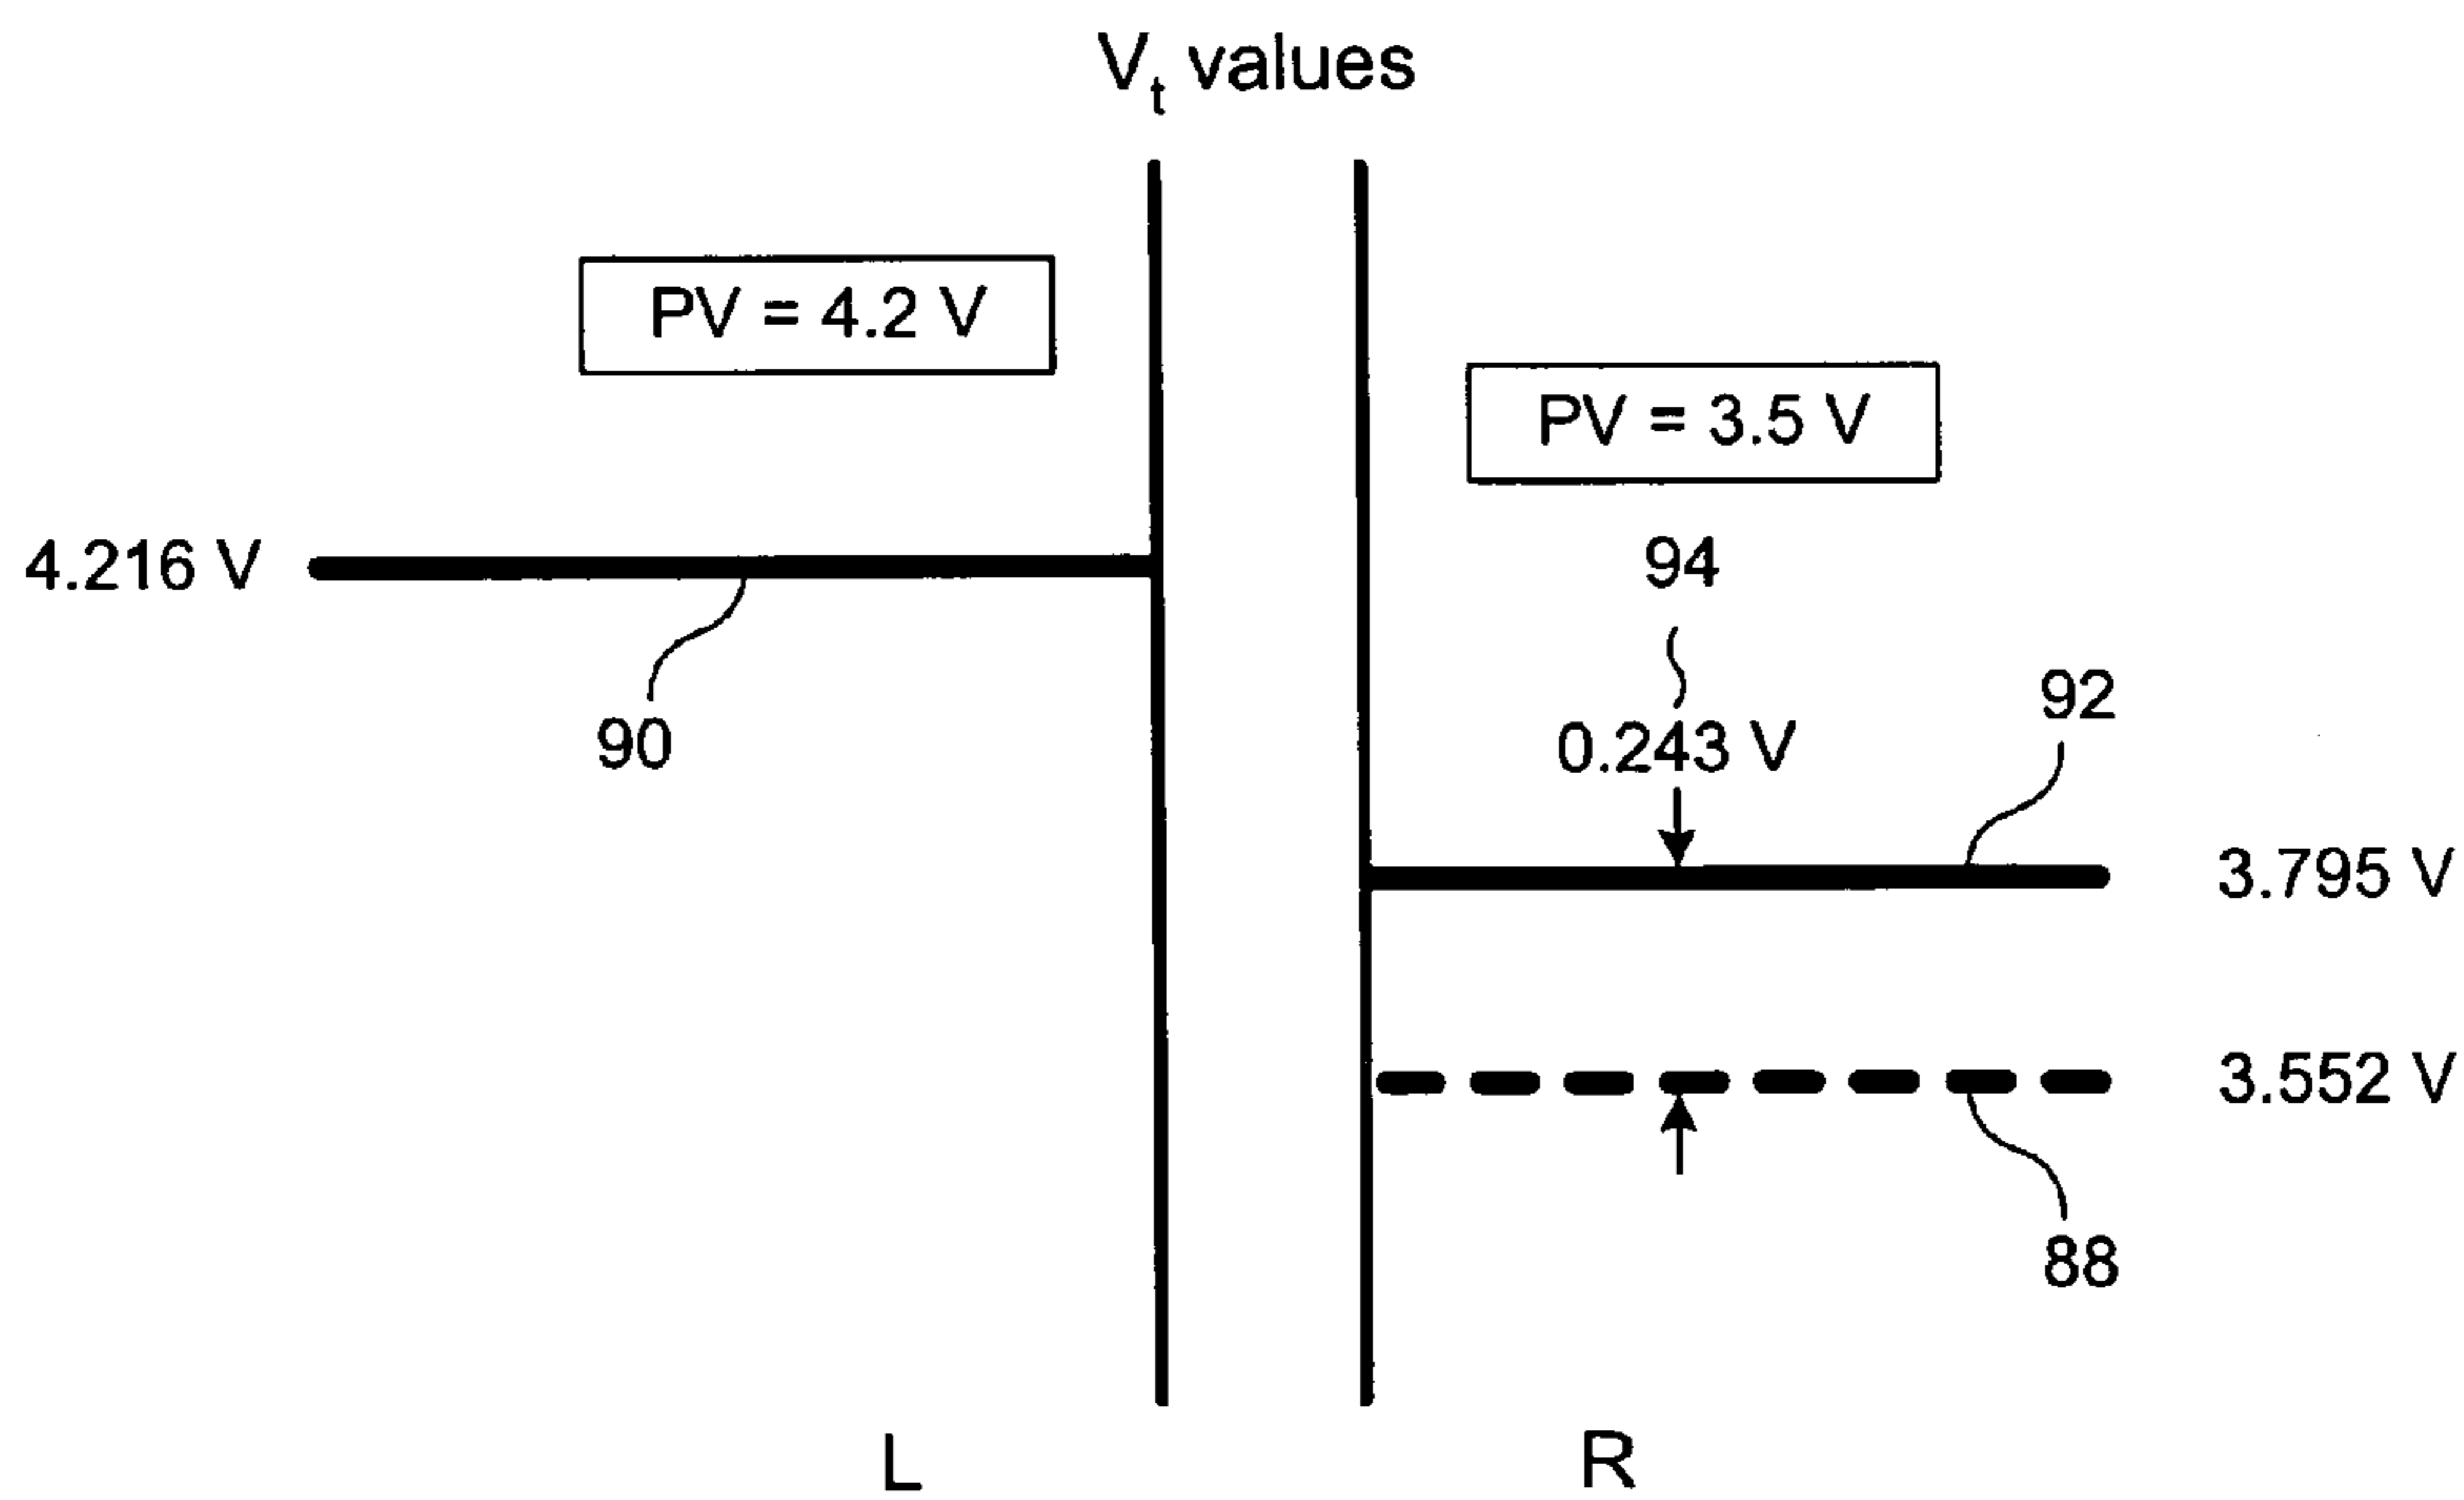 Vt values
PV = 4.2 V
PV = 3.5 V
4.216 V
94
92
90
0.243 V
3.795 V
3.552 V
88
L
R